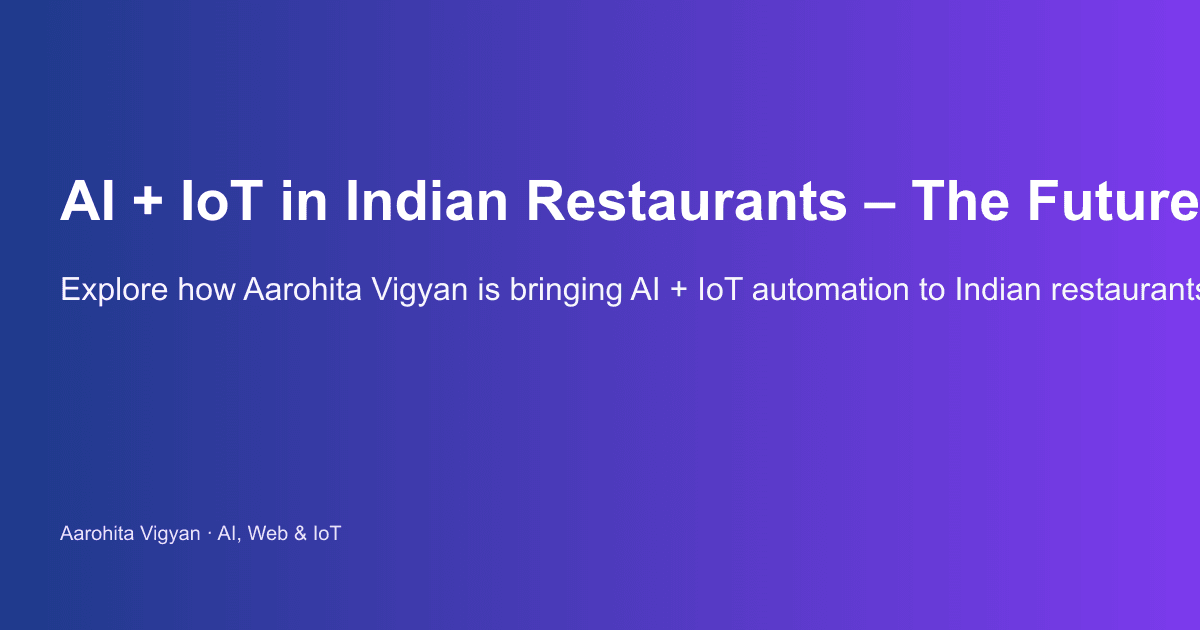 AI + IoT in Indian Restaurants – The Future
Explore how Aarohita Vigyan is bringing AI + IoT automation to Indian restaurants
Aarohita Vigyan · AI, Web & IoT